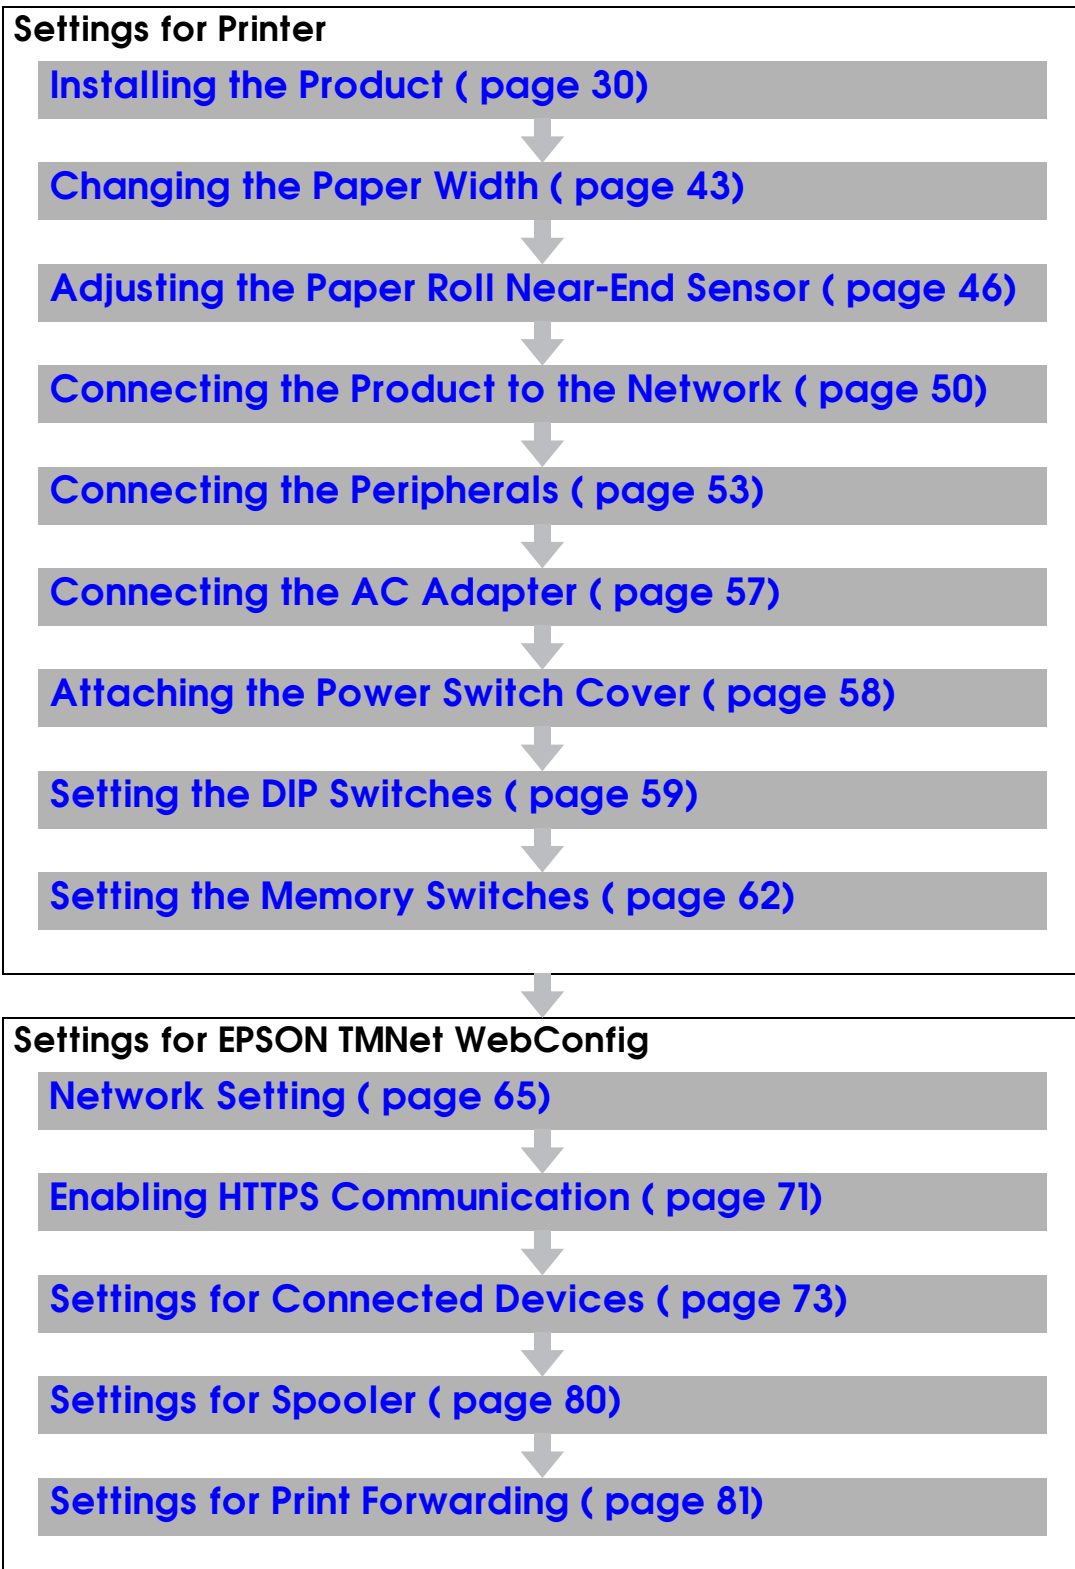 Settings for Printer
Installing the Product ( page 30)
Changing the Paper Width ( page 43)
Adjusting the Paper Roll Near-End Sensor ( page 46)
Connecting the Product to the Network ( page 50)
Connecting the Peripherals ( page 53)
Connecting the AC Adapter ( page 57)
Attaching the Power Switch Cover ( page 58)
Setting the DIP Switches ( page 59)
Setting the Memory Switches ( page 62)
Settings for EPSON TMNet WebConfig
Network Setting ( page 65)
Enabling HTTPS Communication ( page 71)
Settings for Connected Devices ( page 73)
Settings for Spooler ( page 80)
Settings for Print Forwarding ( page 81)